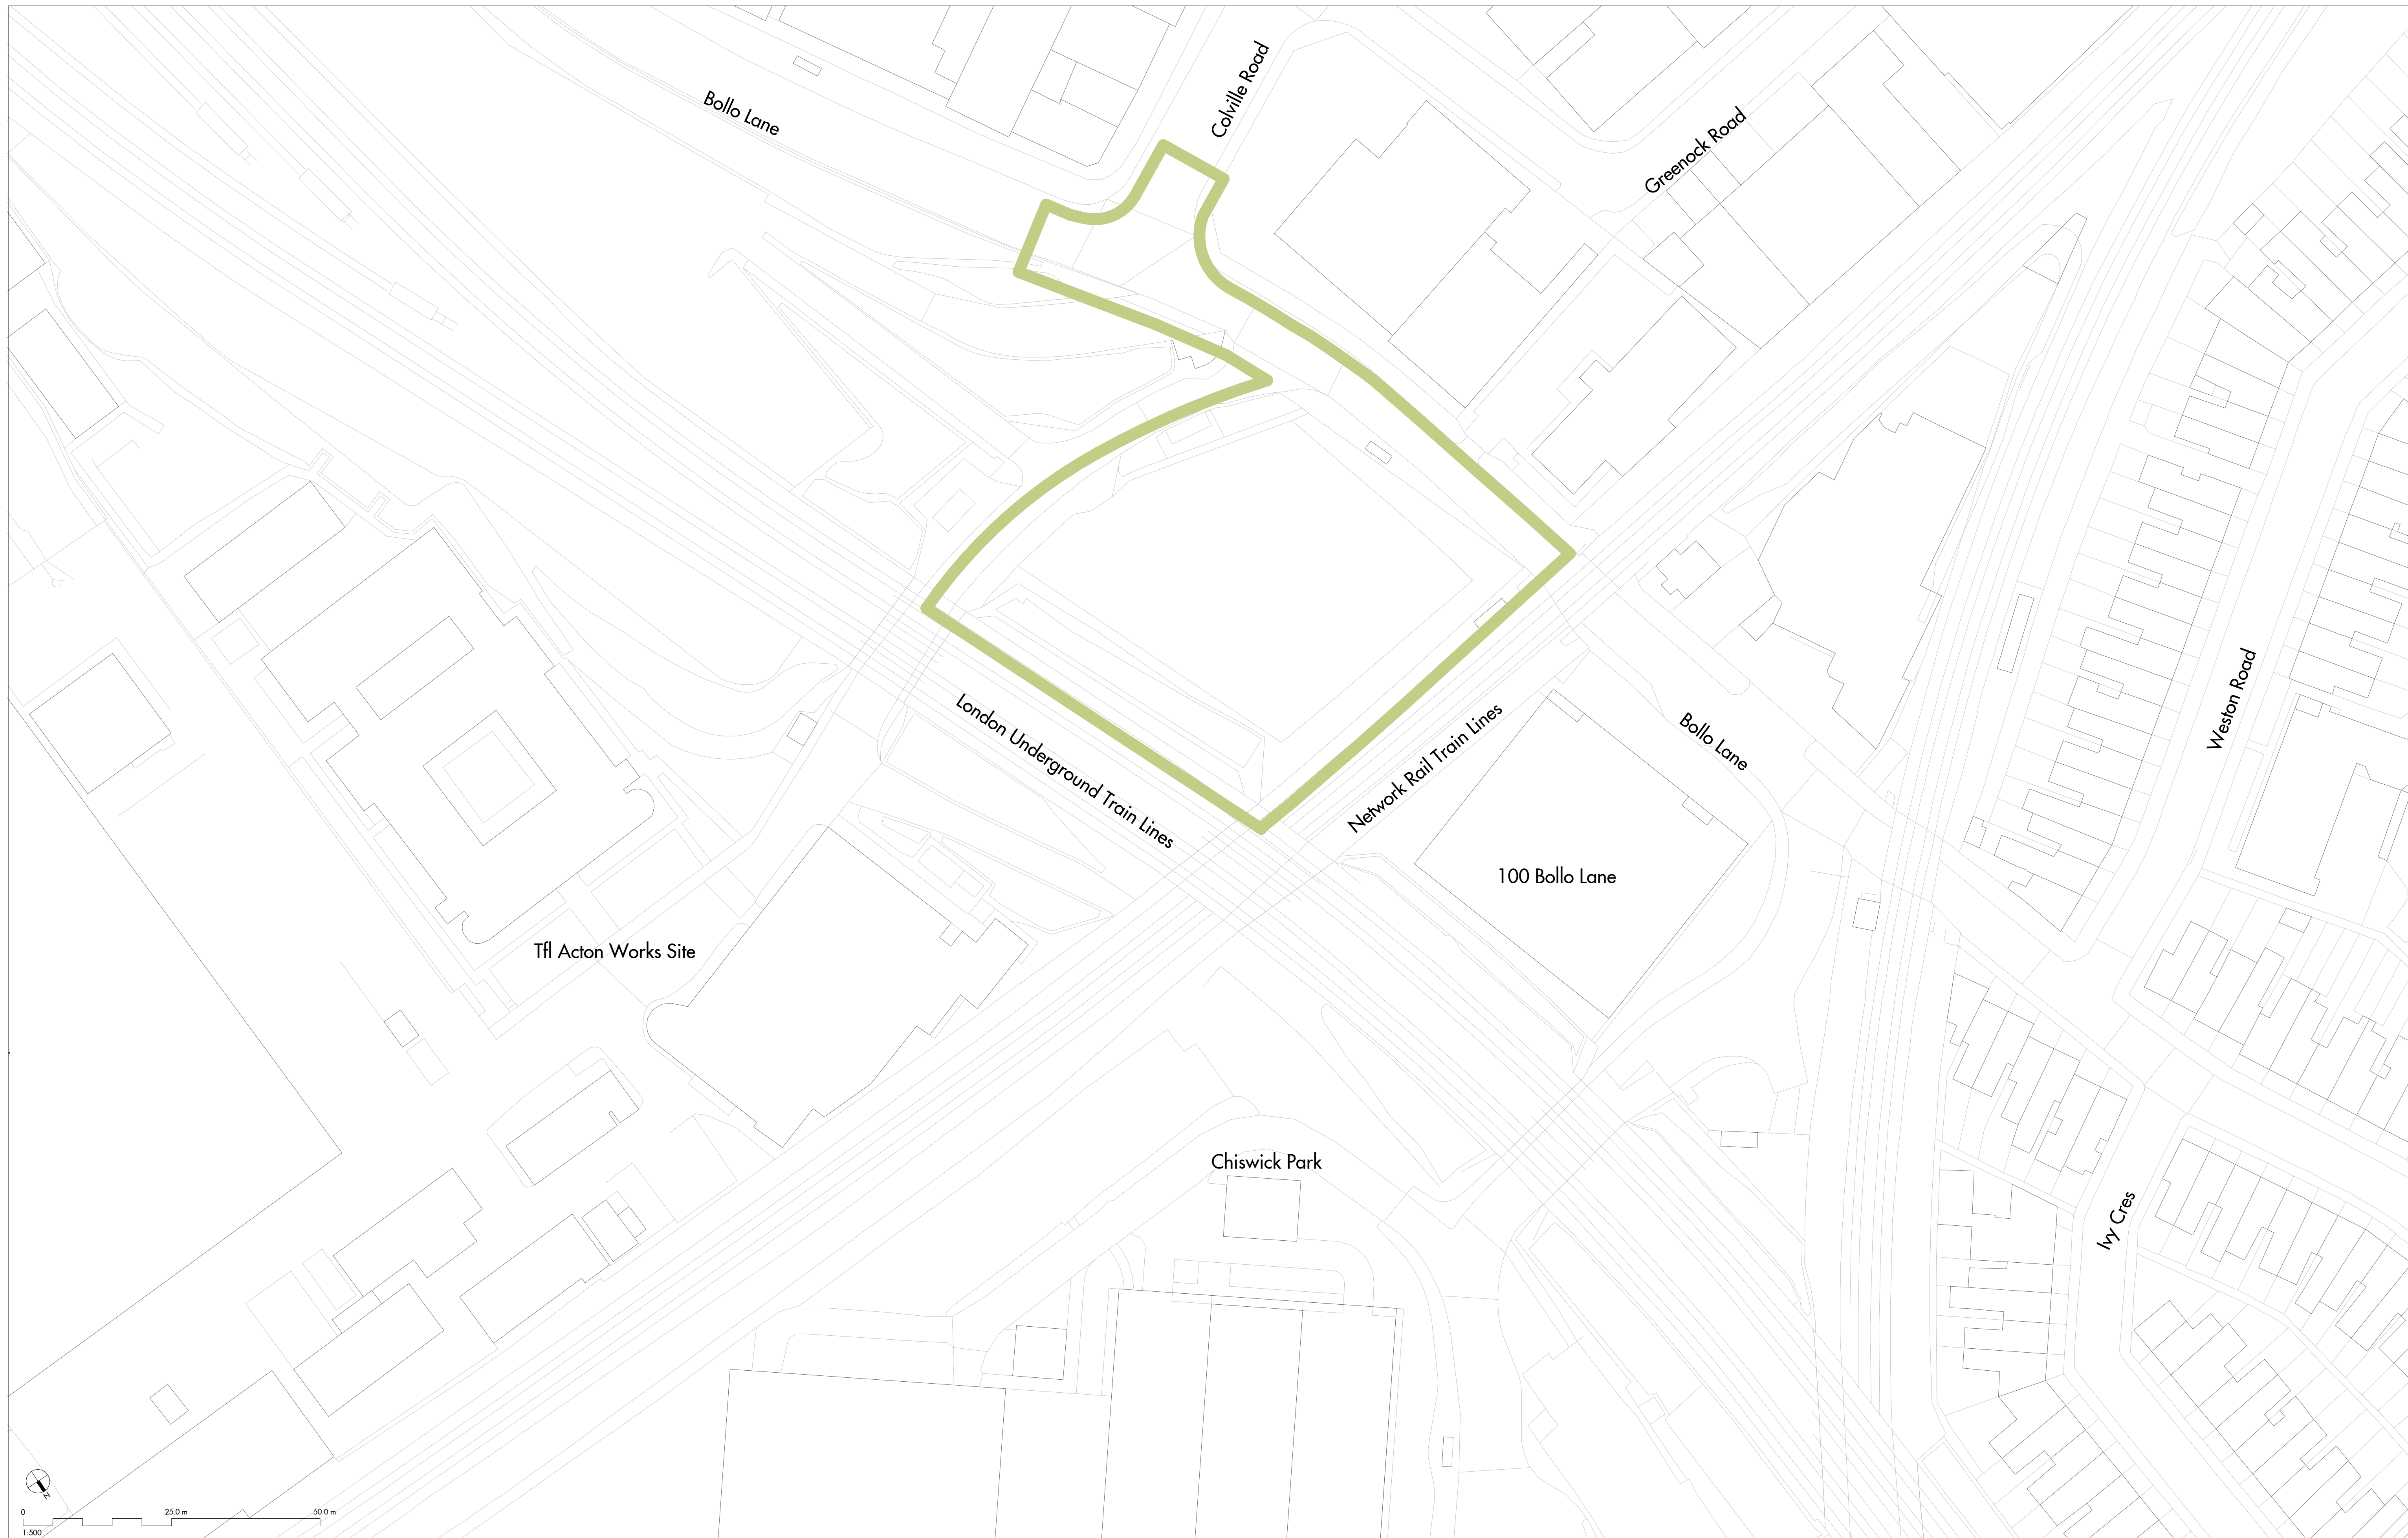 Colville Road
Bollo Lane
Greenock Road
Weston Road
London Underground Train Lines
Network Rail Train Lines
Bollo Lane
100 Bollo Lane
Tfl Acton Works Site
Chiswick Park
Ivy Cres
N
0 25.0 m 50.0 m
1:500